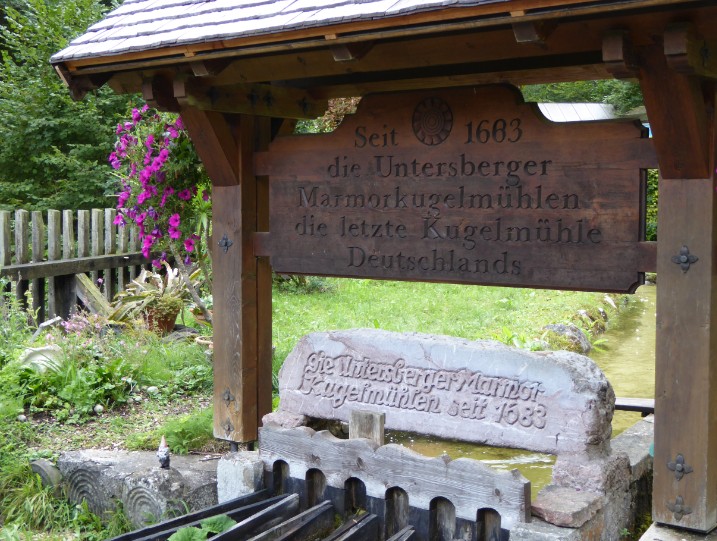 Seit 1683
die Untersberger
Marmorkugelmühlen
die letzte Kugelmühle
Deutschlands
die Untersberger-Marmor-
Kugelmühlen seit 1683